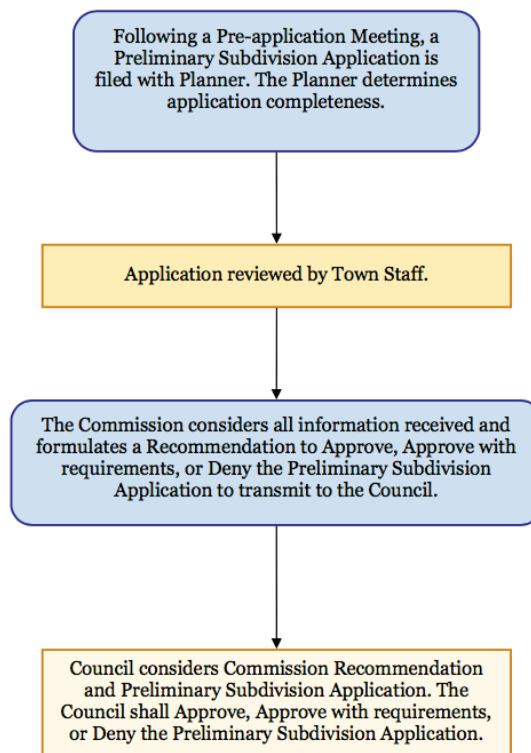 Following a Pre-application Meeting, a
Preliminary Subdivision Application is
filed with Planner. The Planner determines
application completeness.
Application reviewed by Town Staff.
The Commission considers all information received and
formulates a Recommendation to Approve, Approve with
requirements, or Deny the Preliminary Subdivision
Application to transmit to the Council.
Council considers Commission Recommendation
and Preliminary Subdivision Application. The
Council shall Approve, Approve with requirements,
or Deny the Preliminary Subdivision Application.